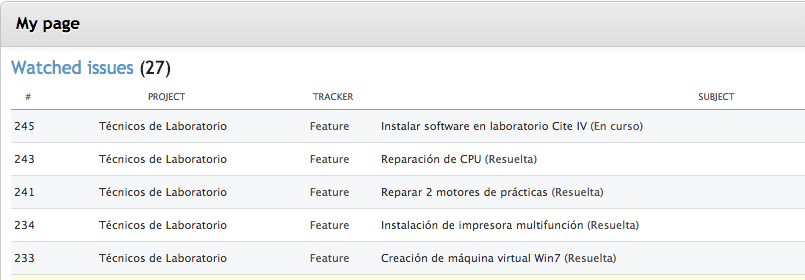 My page
Watched issues (27)
# PROJECT TRACKER SUBJECT
245 Técnicos de Laboratorio Feature Instalar software en laboratorio Cite IV (En curso)
243 Técnicos de Laboratorio Feature Reparación de CPU (Resuelta)
241 Técnicos de Laboratorio Feature Reparar 2 motores de prácticas (Resuelta)
234 Técnicos de Laboratorio Feature Instalación de impresora multifunción (Resuelta)
233 Técnicos de Laboratorio Feature Creación de máquina virtual Win7 (Resuelta)